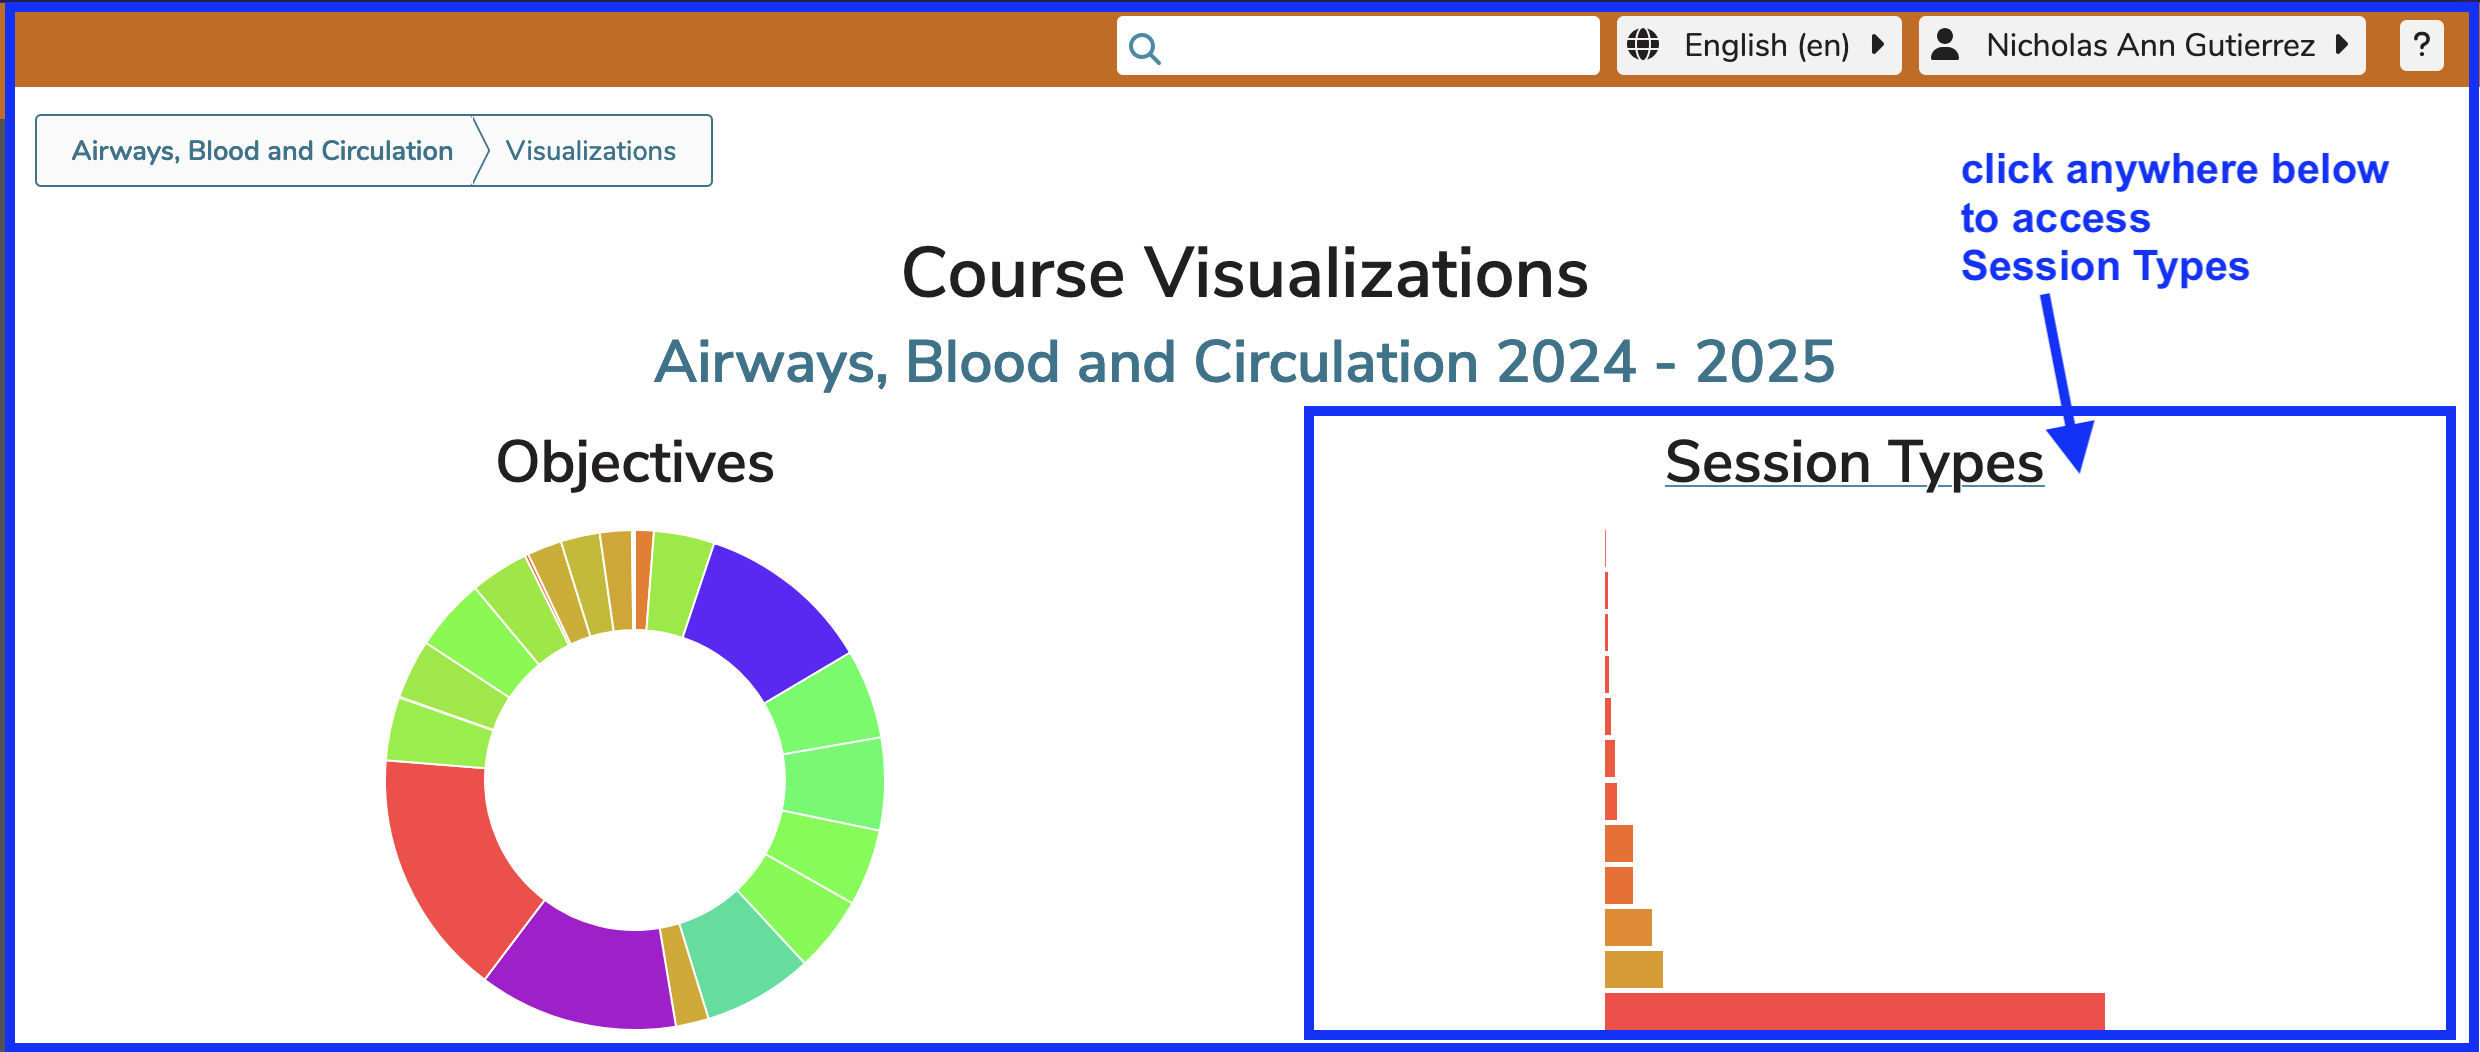 English (en)
Nicholas Ann Gutierrez
?
Airways, Blood and Circulation
Visualizations
click anywhere below
to access
Session Types
Course Visualizations
Airways, Blood and Circulation 2024 - 2025
Objectives
Session Types